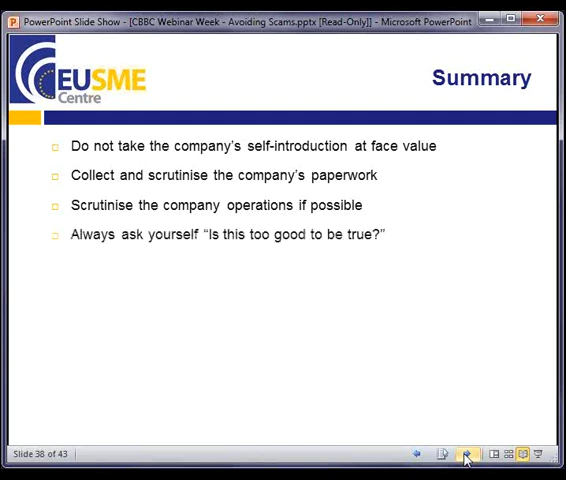 PowerPoint Slide Show - [CBBC Webinar Week - Avoiding Scams.pptx [Read-Only]] - Microsoft PowerPoint
EUSME
Centre
Summary
Do not take the company's self-introduction at face value
Collect and scrutinise the company's paperwork
Scrutinise the company operations if possible
Always ask yourself “Is this too good to be true?”
Slide 38 of 43